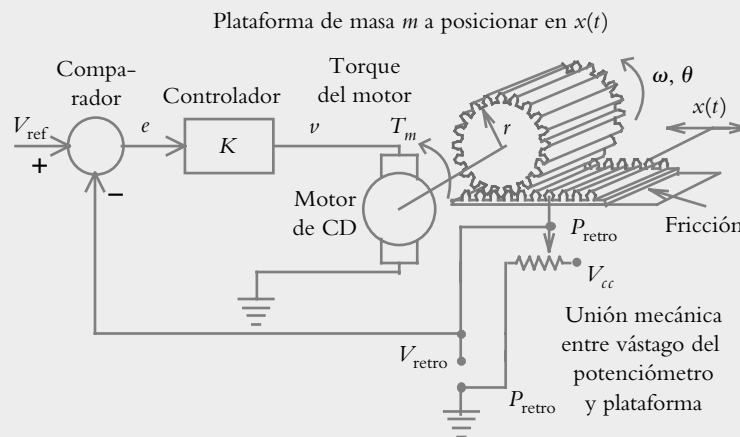 Plataforma de masa m a posicionar en x(t)
Compa-
rador
Controlador
Torque
del motor
ω, θ
x(t)
V_ref
e
K
v
T_m
r
+
−
Motor
de CD
P_retro
Fricción
V_cc
Unión mecánica
entre vástago del
potenciómetro
y plataforma
V_retro
P_retro